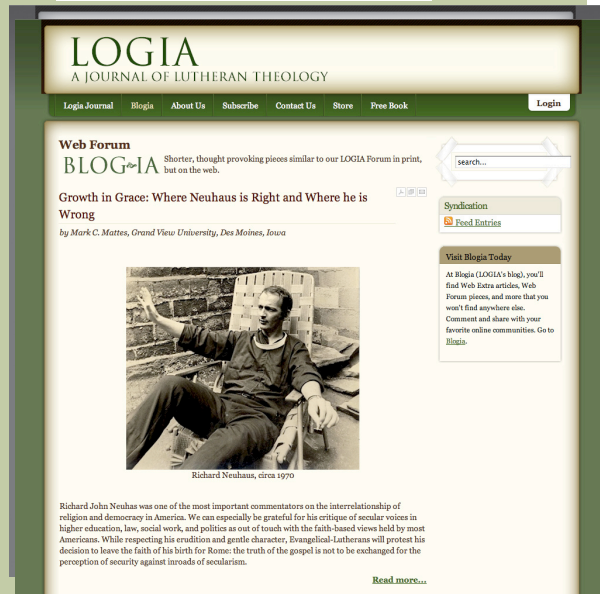 LOGIA
A JOURNAL OF LUTHERAN THEOLOGY
Logia Journal Blogia About Us Subscribe Contact Us Store Free Book Login
Web Forum
BLOGIA
Shorter, thought provoking pieces similar to our LOGIA Forum in print,
but on the web.
Growth in Grace: Where Neuhaus is Right and Where he is
Wrong
by Mark C. Mattes, Grand View University, Des Moines, Iowa
Richard Neuhaus, circa 1970
Richard John Neuhas was one of the most important commentators on the interrelationship of
religion and democracy in America. We can especially be grateful for his critique of secular voices in
higher education, law, social work, and politics as out of touch with the faith-based views held by most
Americans. While respecting his erudition and gentle character, Evangelical-Lutherans will protest his
decision to leave the faith of his birth for Rome: the truth of the gospel is not to be exchanged for the
perception of security against inroads of secularism.
Read more...
search...
Syndication
Feed Entries
Visit Blogia Today
At Blogia (LOGIA's blog), you'll
find Web Extra articles, Web
Forum pieces, and more that you
won't find anywhere else.
Comment and share with your
favorite online communities. Go to
Blogia.